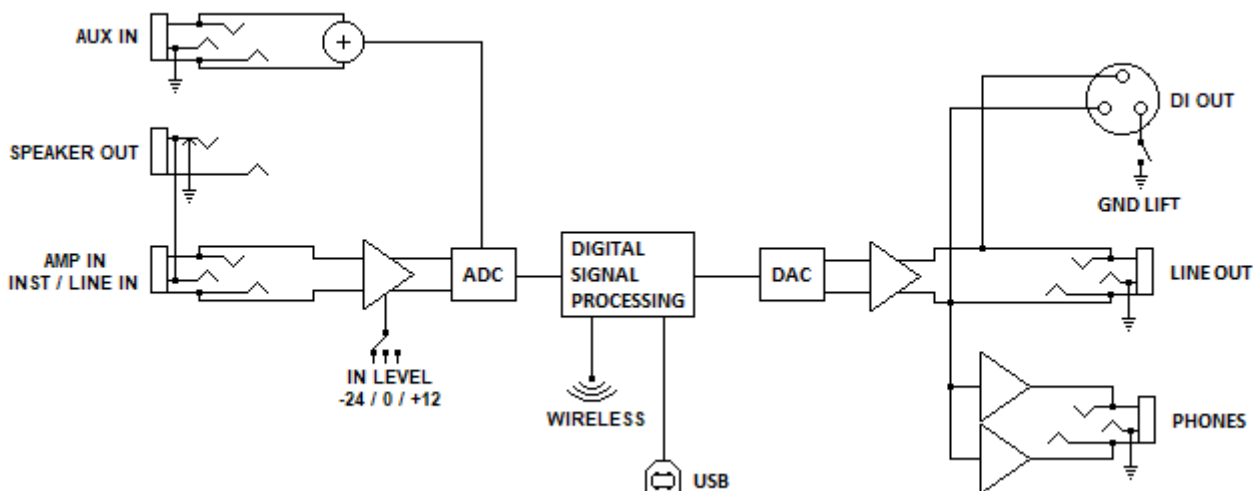 AUX IN
SPEAKER OUT
AMP IN
INST / LINE IN
IN LEVEL
-24 / 0 / +12
ADC
DIGITAL
SIGNAL
PROCESSING
WIRELESS
USB
DAC
DI OUT
GND LIFT
LINE OUT
PHONES